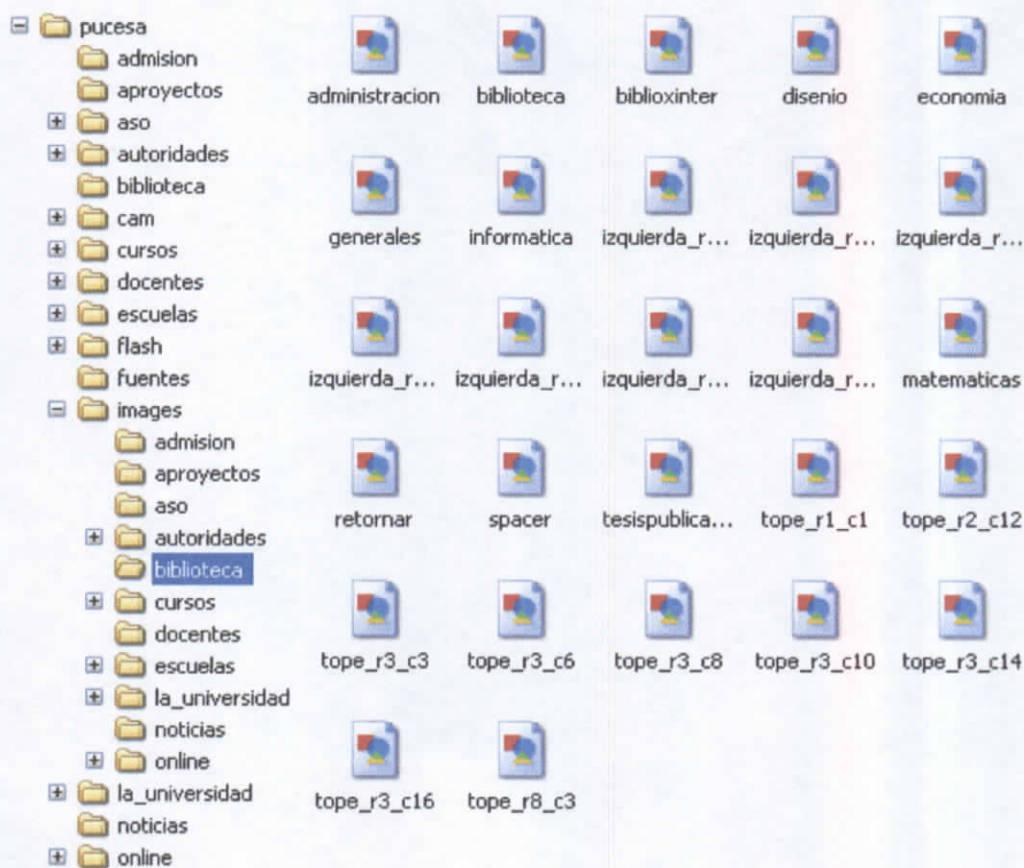 pucesa
admision
aproyectos
aso
autoridades
biblioteca
cam
cursos
docentes
escuelas
flash
fuentes
images
admision
aproyectos
aso
autoridades
biblioteca
cursos
docentes
escuelas
la_universidad
noticias
online
la_universidad
noticias
online
administracion biblioteca biblioxinter disenio economia
generales informatica izquierda_r... izquierda_r... izquierda_r...
izquierda_r... izquierda_r... izquierda_r... izquierda_r... matematicas
retornar spacer tesispublica... tope_r1_c1 tope_r2_c12
tope_r3_c3 tope_r3_c6 tope_r3_c8 tope_r3_c10 tope_r3_c14
tope_r3_c16 tope_r8_c3